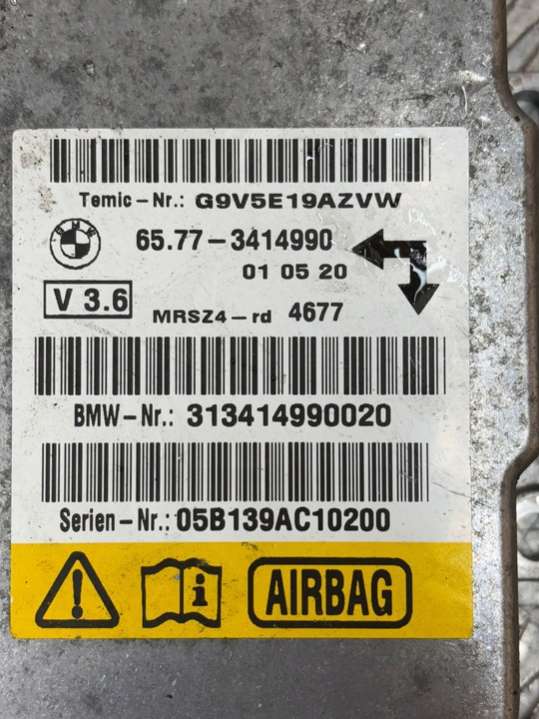 Temic-Nr.: G9V5E19AZVW
BMW
65.77-3414990
01 05 20
V 3.6
MRSZ4-rd 4677
BMW-Nr.: 313414990020
Serien-Nr.: 05B139AC10200
i AIRBAG